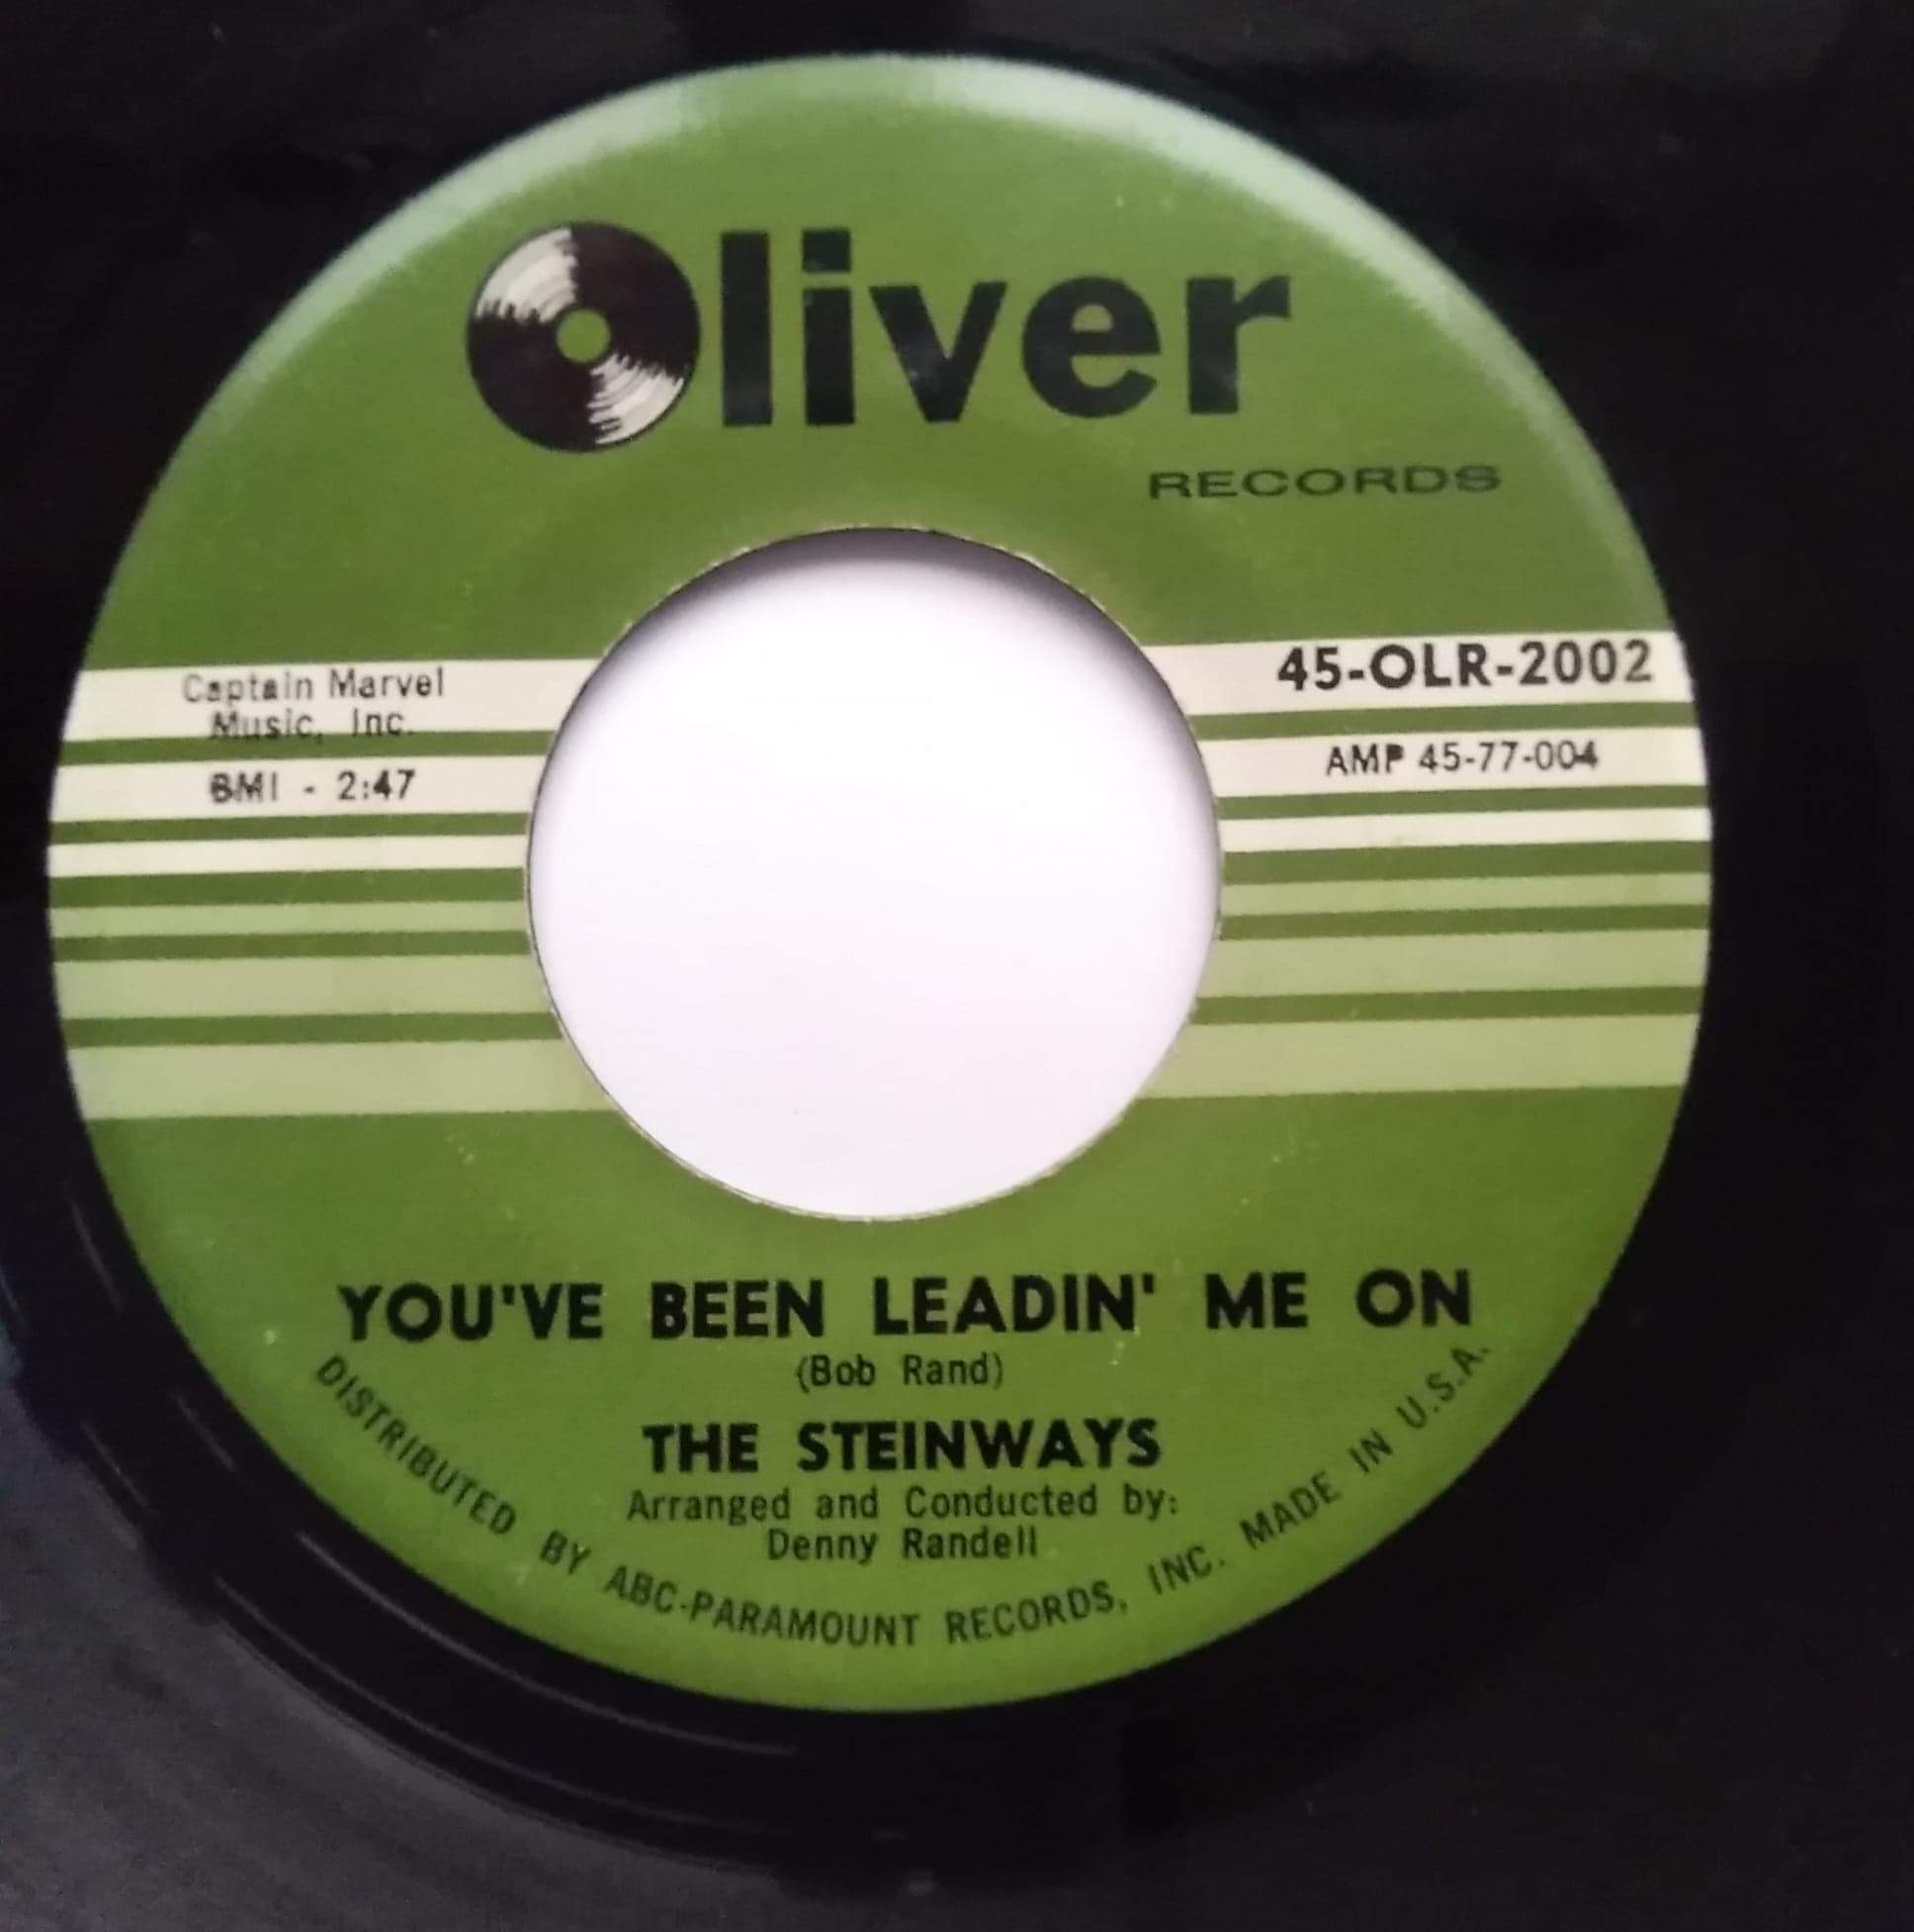 Oliver
RECORDS
Captain Marvel
Music, Inc.
BMI - 2:47
45-OLR-2002
AMP 45-77-004
YOU'VE BEEN LEADIN' ME ON
(Bob Rand)
THE STEINWAYS
Arranged and Conducted by:
Denny Randell
DISTRIBUTED BY ABC-PARAMOUNT RECORDS, INC. MADE IN U.S.A.